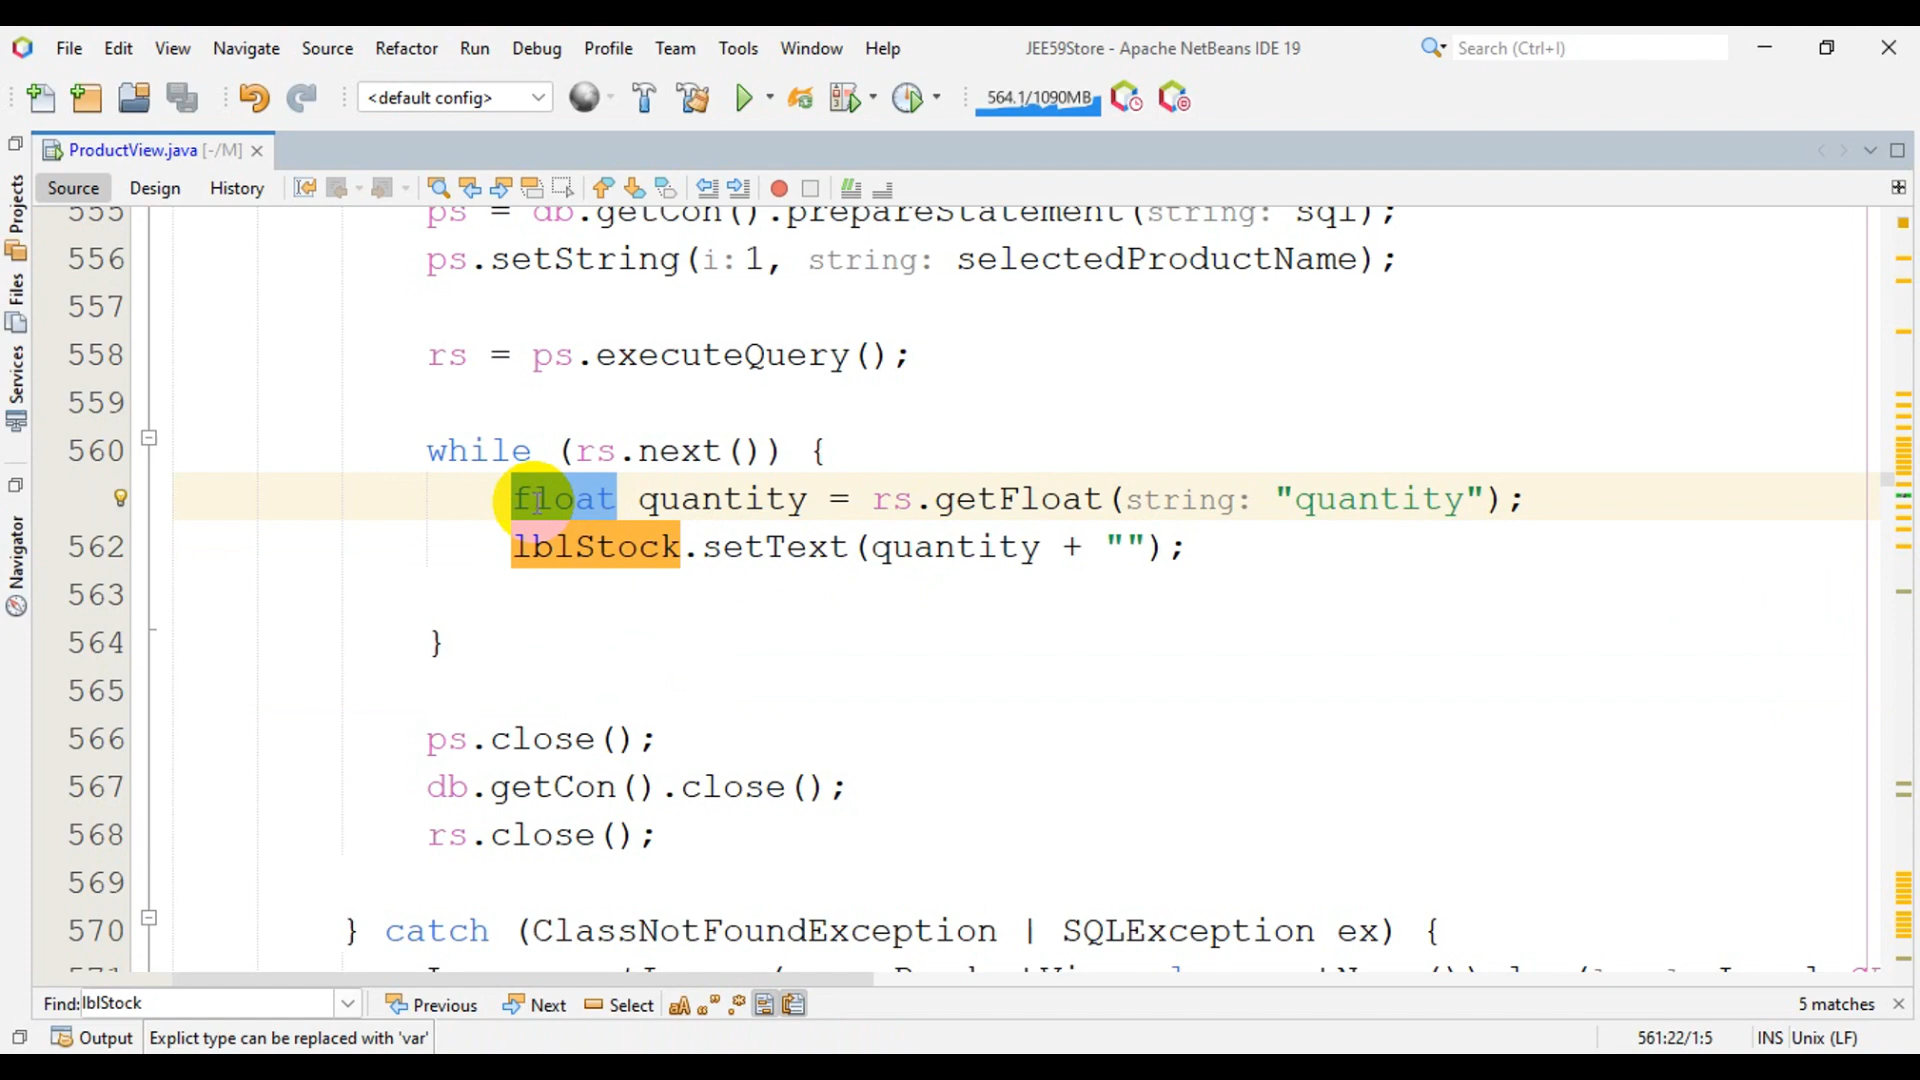 File Edit View Navigate Source Refactor Run Debug Profile Team Tools Window Help JEE59Store - Apache NetBeans IDE 19 Search (Ctrl+I)
<default config> 564.1/1090MB
ProductView.java [-/M]
Source Design History
Projects
Files
Services
Navigator
555 ps = db.getCon().prepareStatement(string: sql);
556 ps.setString(i: 1, string: selectedProductName);
557
558 rs = ps.executeQuery();
559
560 while (rs.next()) {
float quantity = rs.getFloat(string: "quantity");
562 lblStock.setText(quantity + "");
563
564 }
565
566 ps.close();
567 db.getCon().close();
568 rs.close();
569
570 } catch (ClassNotFoundException | SQLException ex) {
Find: lblStock Previous Next Select 5 matches
Output Explict type can be replaced with 'var' 561:22/1:5 INS Unix (LF)